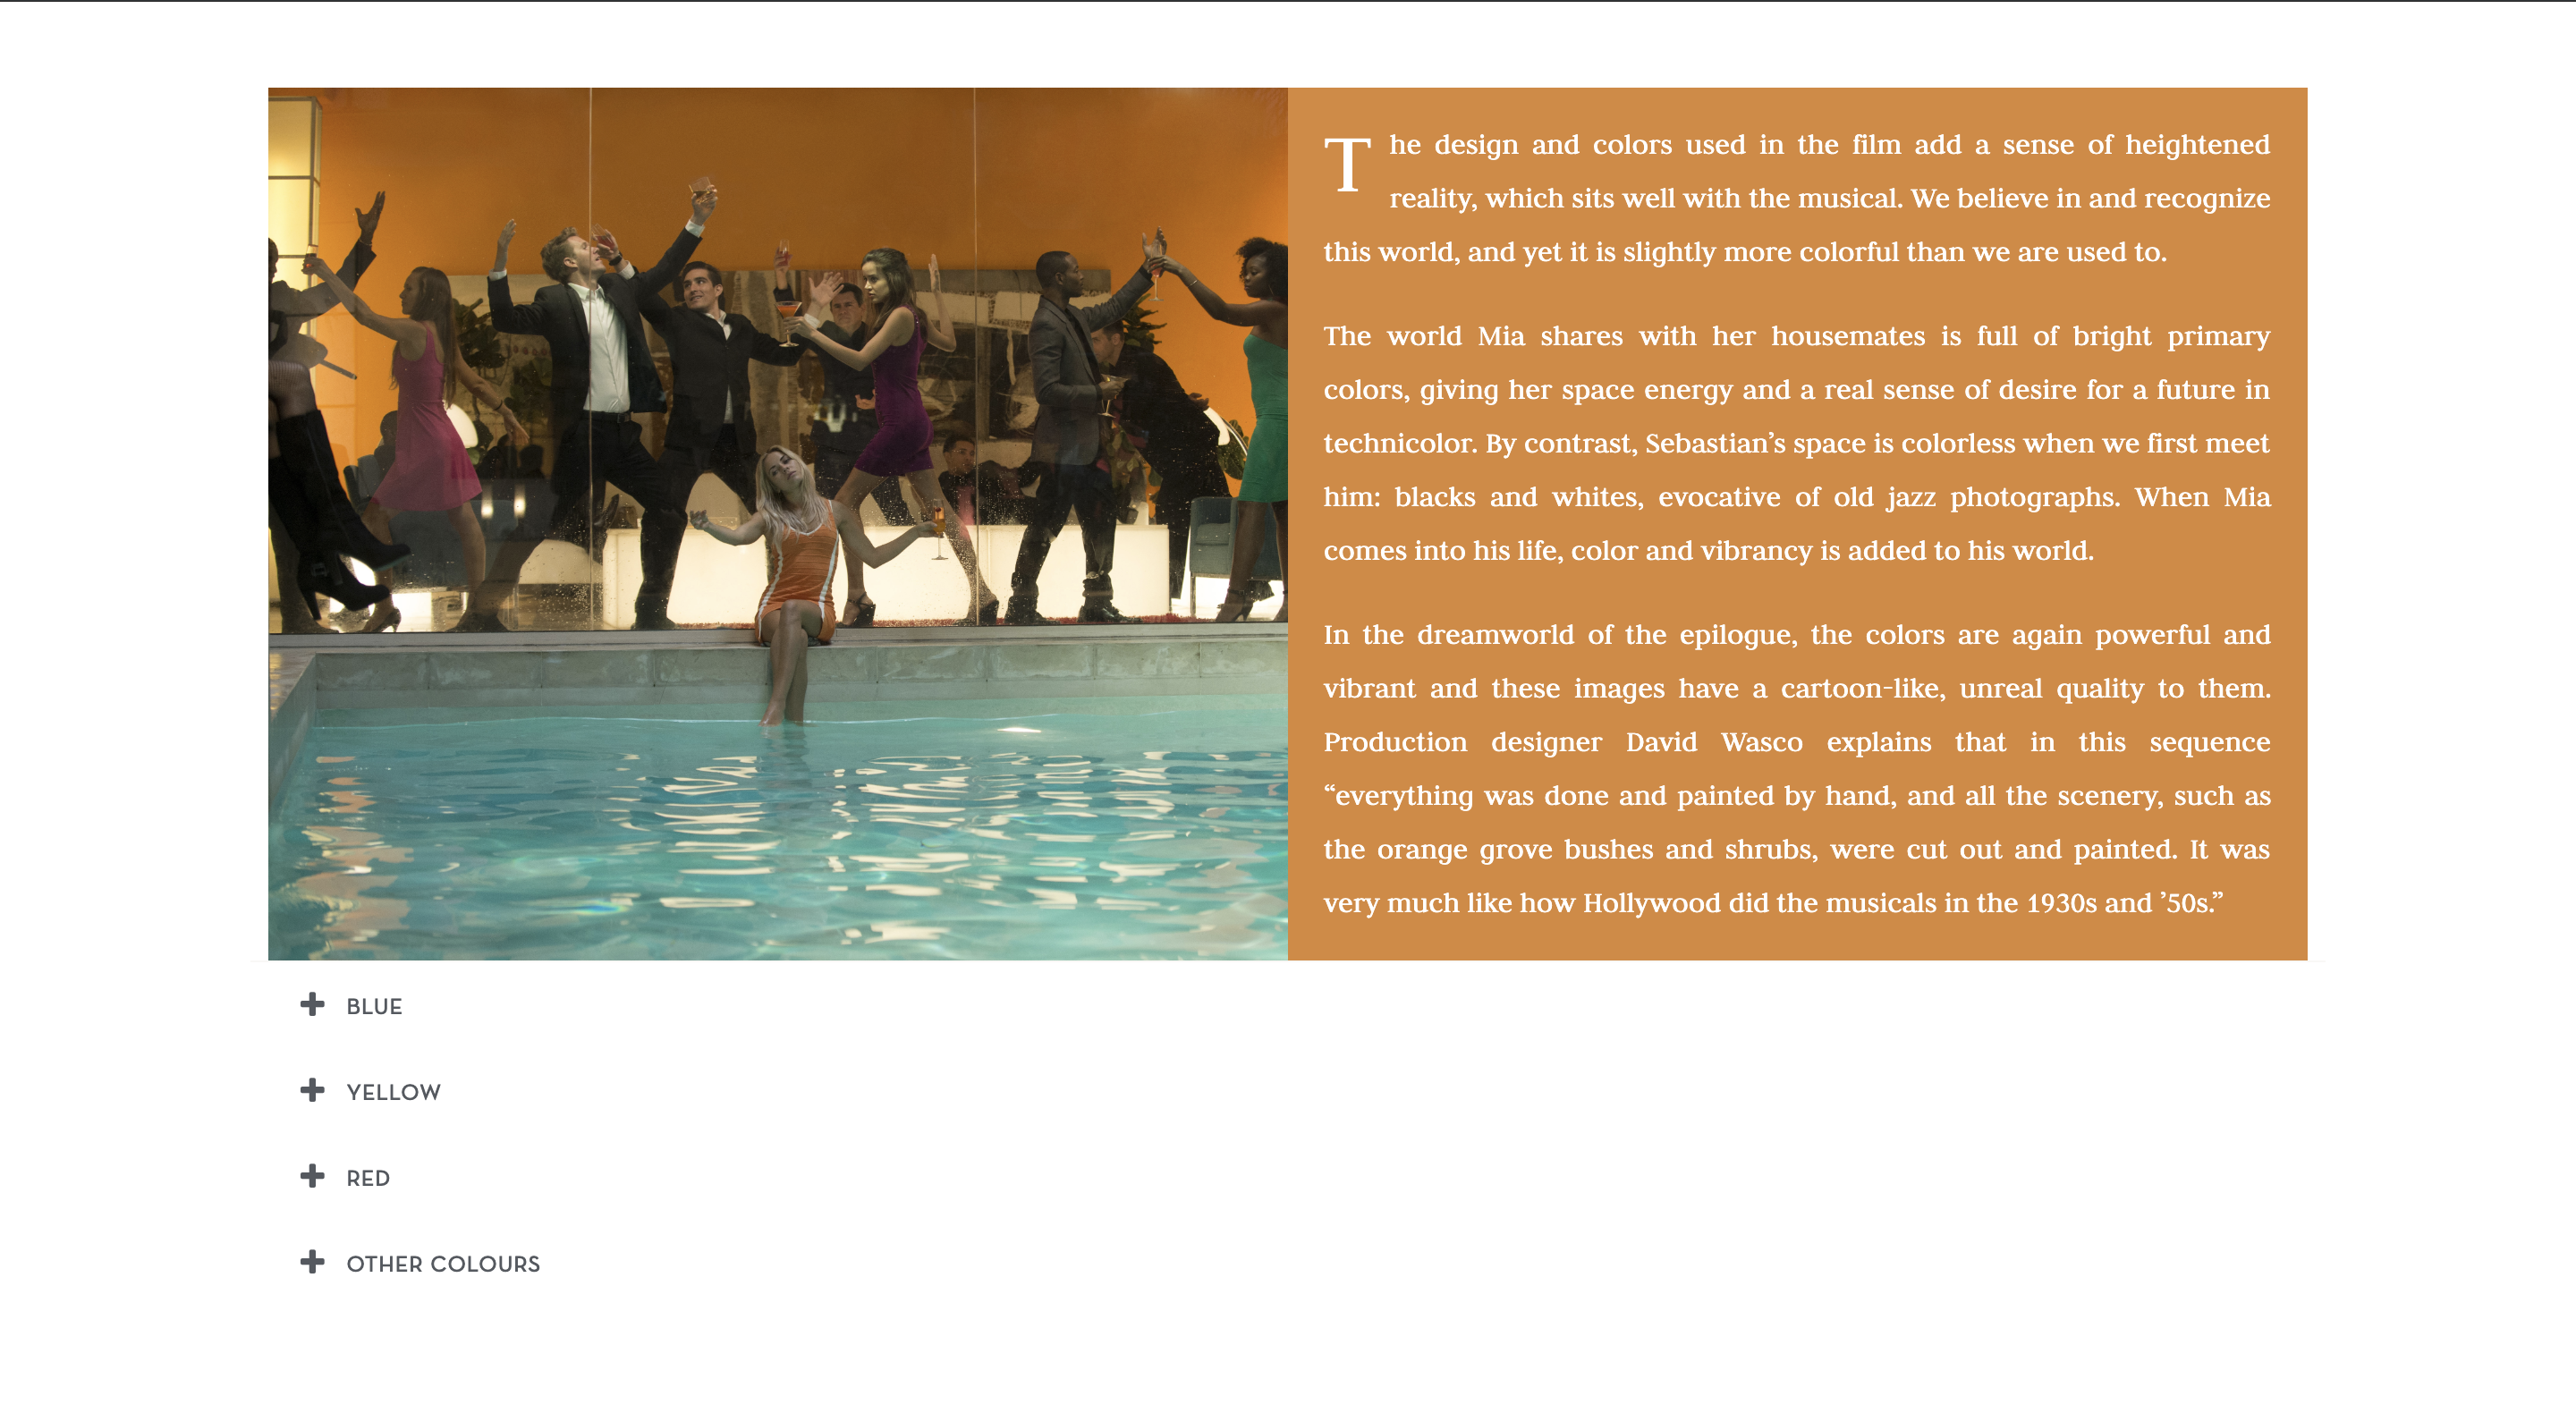 The design and colors used in the film add a sense of heightened
reality, which sits well with the musical. We believe in and recognize
this world, and yet it is slightly more colorful than we are used to.
The world Mia shares with her housemates is full of bright primary
colors, giving her space energy and a real sense of desire for a future in
technicolor. By contrast, Sebastian’s space is colorless when we first meet
him: blacks and whites, evocative of old jazz photographs. When Mia
comes into his life, color and vibrancy is added to his world.
In the dreamworld of the epilogue, the colors are again powerful and
vibrant and these images have a cartoon-like, unreal quality to them.
Production designer David Wasco explains that in this sequence
“everything was done and painted by hand, and all the scenery, such as
the orange grove bushes and shrubs, were cut out and painted. It was
very much like how Hollywood did the musicals in the 1930s and ’50s.”
BLUE
YELLOW
RED
OTHER COLOURS